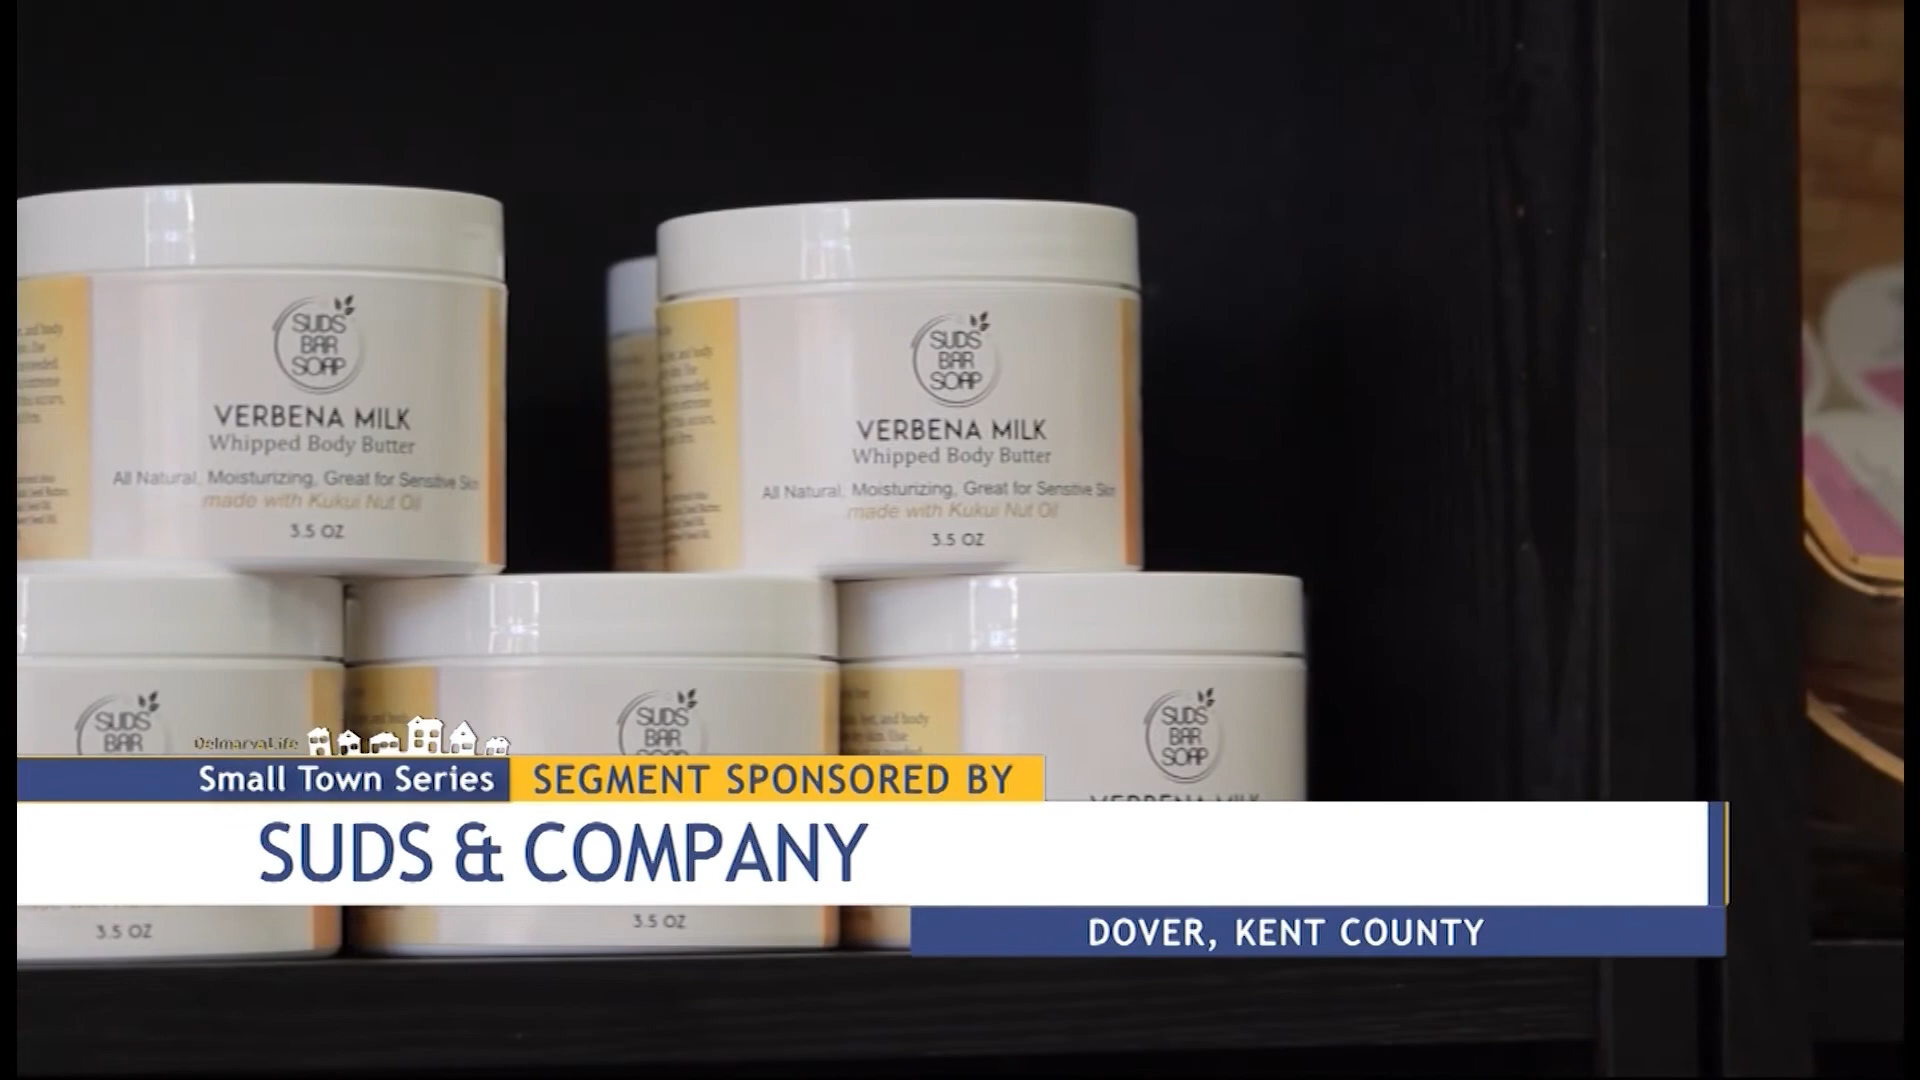 SUDS
BAR
SOAP
VERBENA MILK
Whipped Body Butter
All Natural, Moisturizing, Great for Sensitive Skin
made with Kukui Nut Oil
3.5 OZ
SUDS
BAR
SOAP
VERBENA MILK
Whipped Body Butter
All Natural, Moisturizing, Great for Sensitive Skin
made with Kukui Nut Oil
3.5 OZ
SUDS
BAR
SUDS
BAR
SUDS
BAR
SOAP
VERBENA MILK
DelmarvaLife
Small Town Series
SEGMENT SPONSORED BY
SUDS & COMPANY
DOVER, KENT COUNTY
3.5 OZ
3.5 OZ